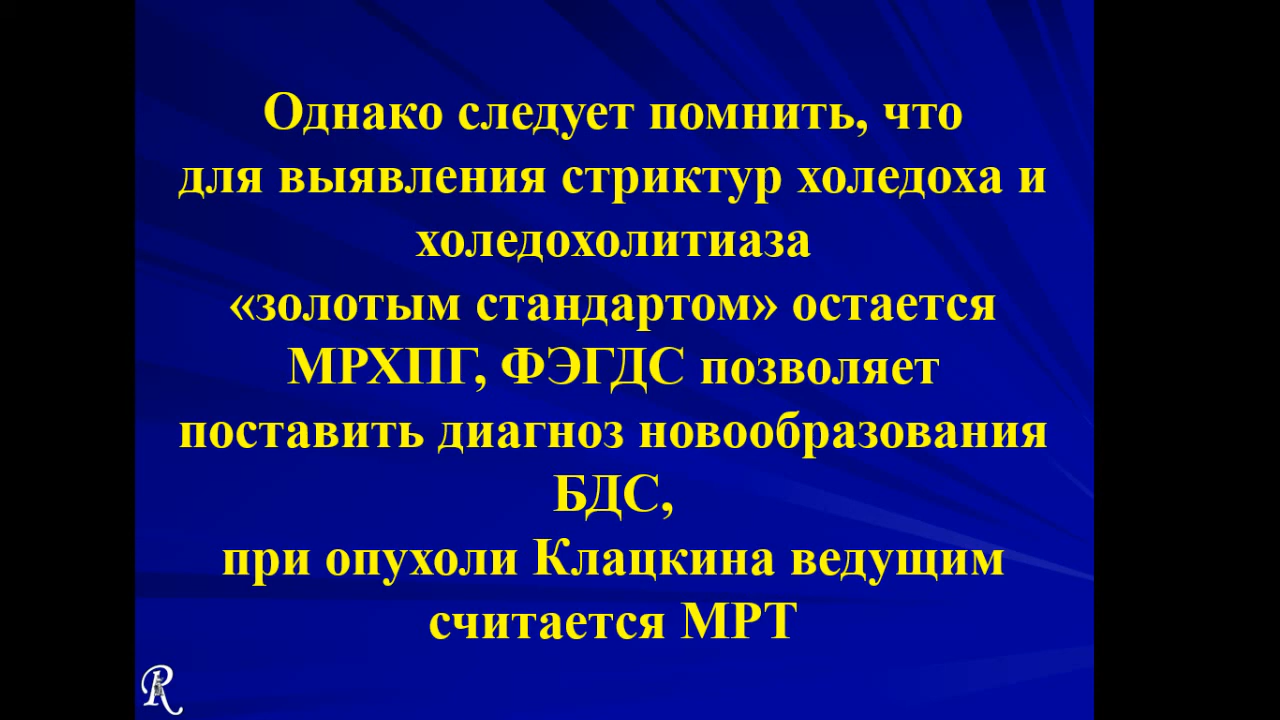 Однако следует помнить, что
для выявления стриктур холедоха и
холедохолитиаза
«золотым стандартом» остается
МРХПГ, ФЭГДС позволяет
поставить диагноз новообразования
БДС,
при опухоли Клацкина ведущим
считается МРТ
R